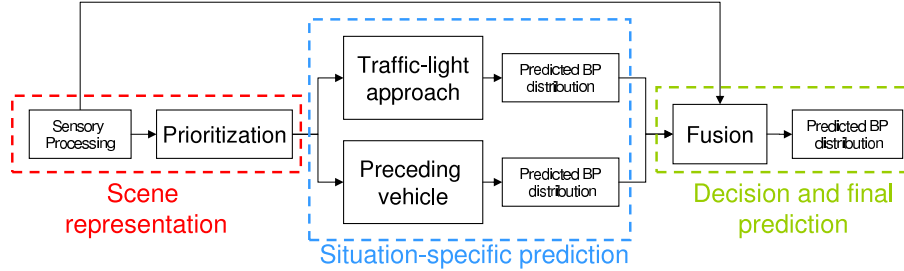 Sensory
Processing
Prioritization
Scene
representation
Traffic-light
approach
Predicted BP
distribution
Preceding
vehicle
Predicted BP
distribution
Situation-specific prediction
Fusion
Predicted BP
distribution
Decision and final
prediction